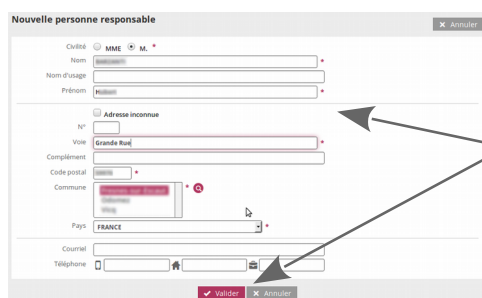 Nouvelle personne responsable
Annuler
Civilité MME M. *
Nom *
Nom d'usage
Prénom *
Adresse inconnue
N°
Voie Grande Rue *
Complément
Code postal *
Commune *
Pays FRANCE *
Courriel
Téléphone
Valider Annuler